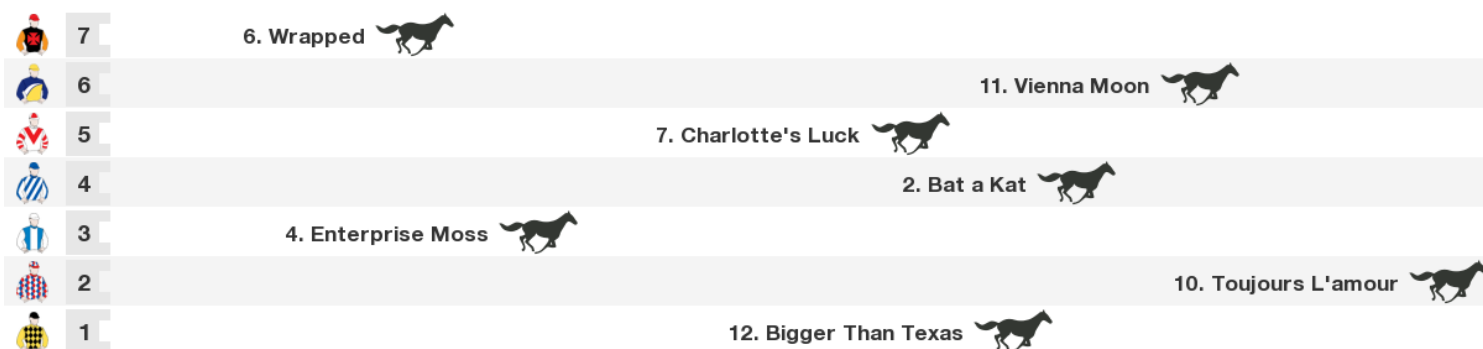 7 6. Wrapped
6 11. Vienna Moon
5 7. Charlotte's Luck
4 2. Bat a Kat
3 4. Enterprise Moss
2 10. Toujours L'amour
1 12. Bigger Than Texas